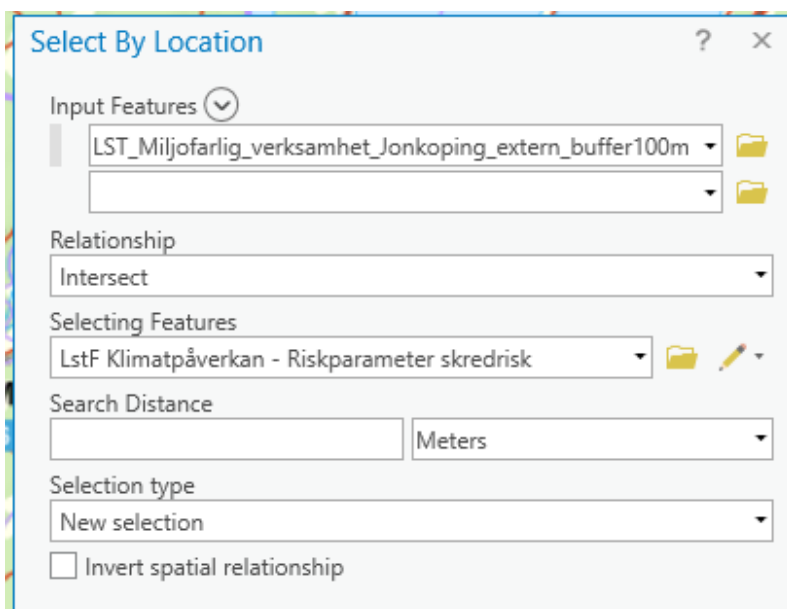 Select By Location
Input Features
LST_Miljofarlig_verksamhet_Jonkoping_extern_buffer100m
Relationship
Intersect
Selecting Features
LstF Klimatpåverkan - Riskparameter skredrisk
Search Distance
Meters
Selection type
New selection
Invert spatial relationship